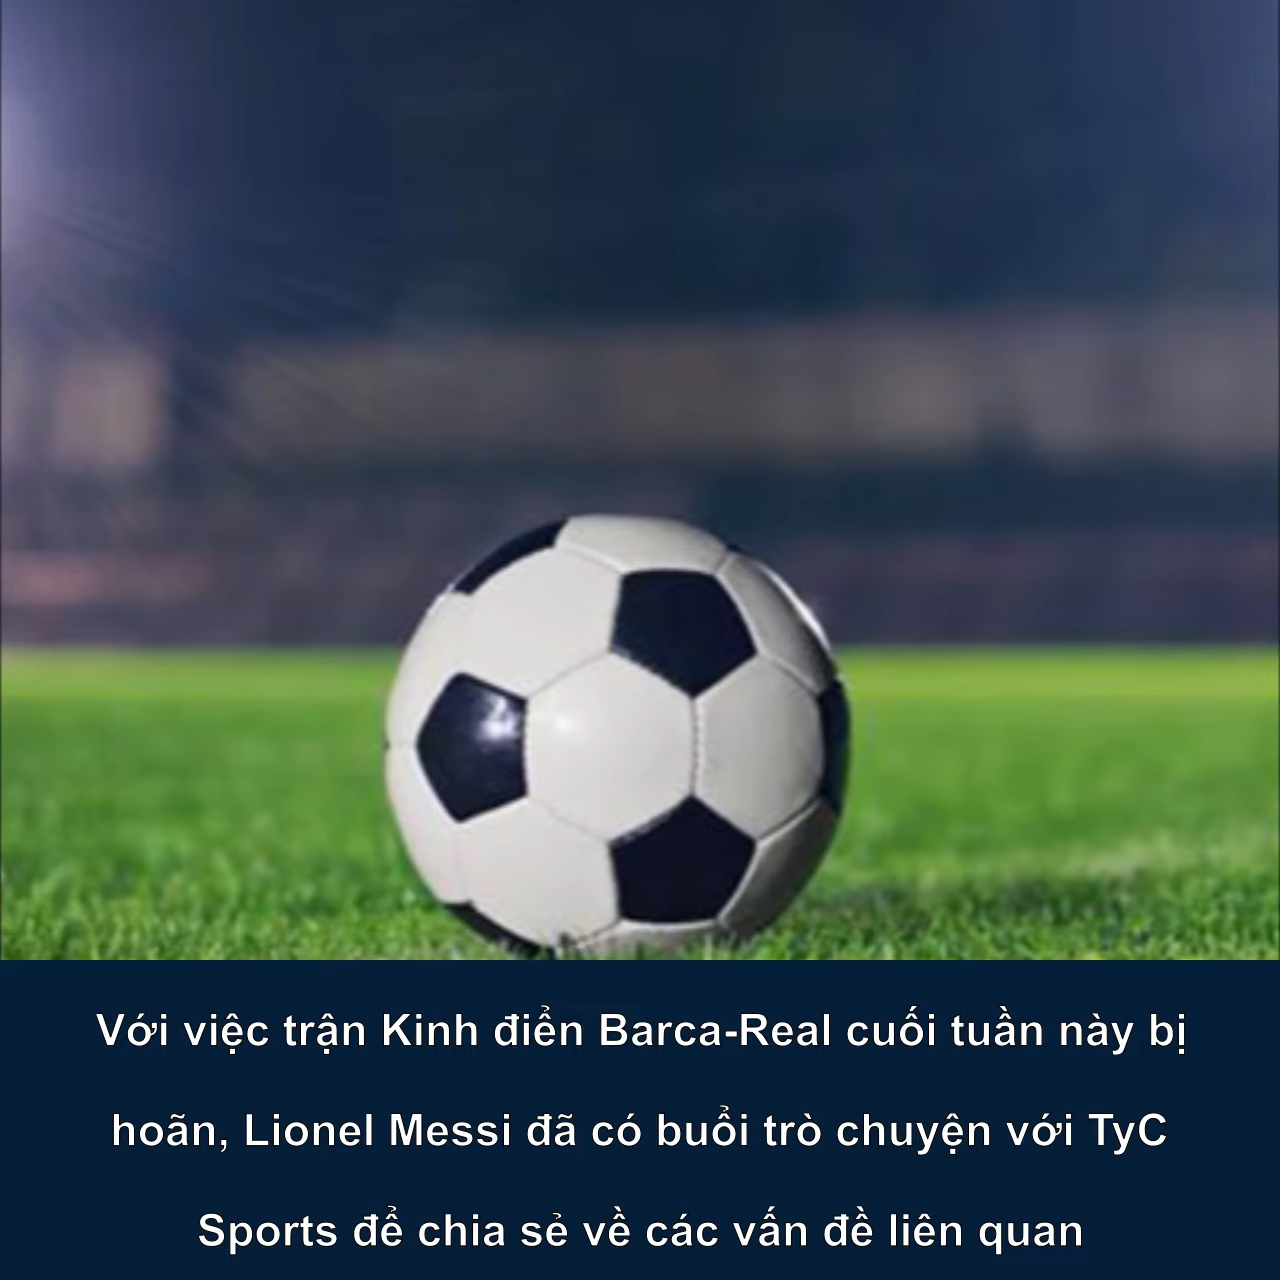 Với việc trận Kinh điển Barca-Real cuối tuần này bị
hoãn, Lionel Messi đã có buổi trò chuyện với TyC
Sports để chia sẻ về các vấn đề liên quan